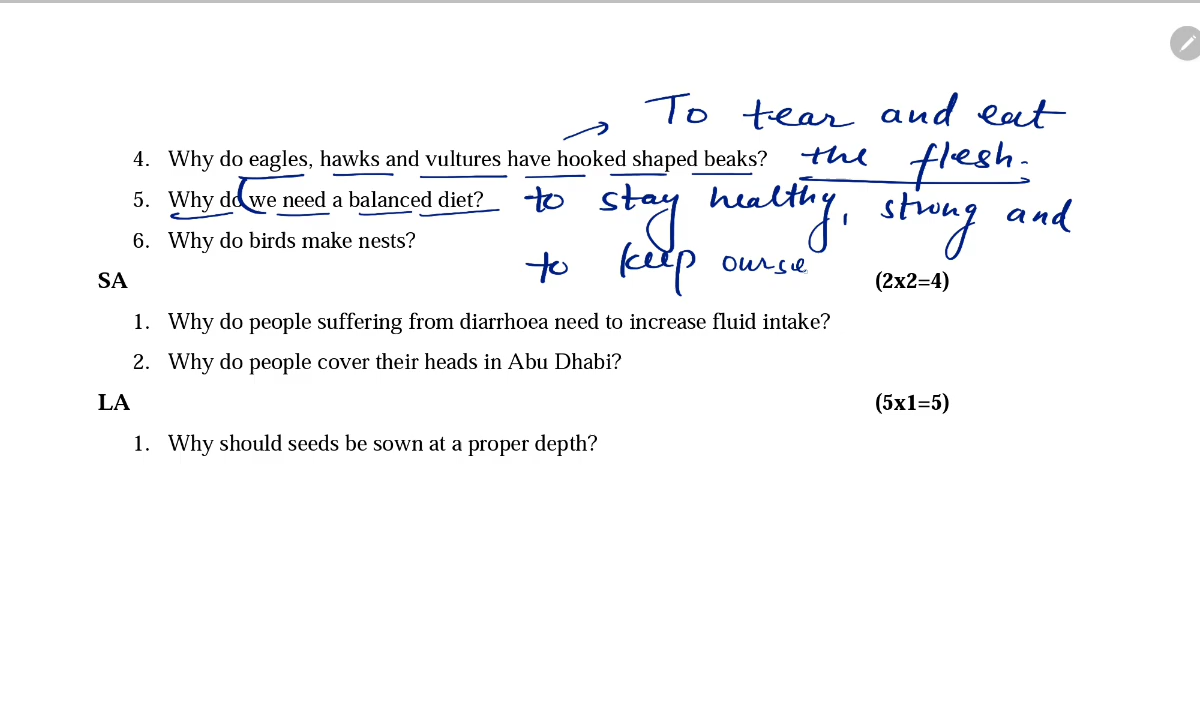 To tear and eat
4. Why do eagles, hawks and vultures have hooked shaped beaks? the flesh.
5. Why do we need a balanced diet? to stay healthy, strong and
6. Why do birds make nests? to keep oursle
SA (2x2=4)
1. Why do people suffering from diarrhoea need to increase fluid intake?
2. Why do people cover their heads in Abu Dhabi?
LA (5x1=5)
1. Why should seeds be sown at a proper depth?